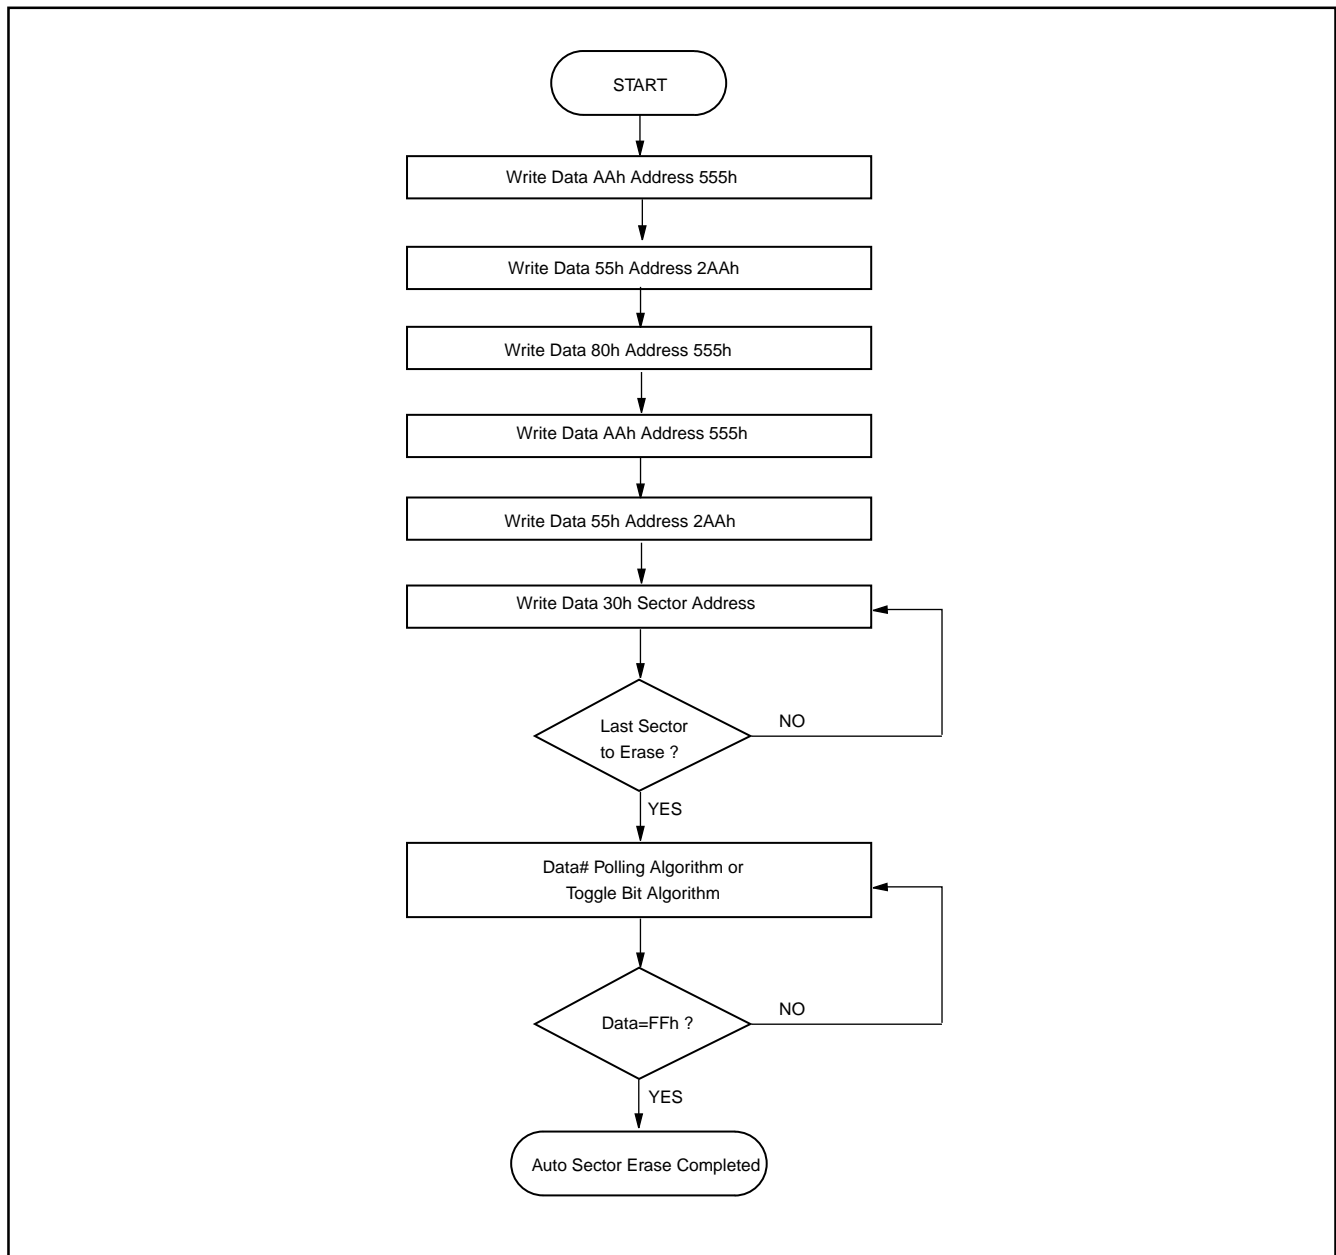 START
Write Data AAh Address 555h
Write Data 55h Address 2AAh
Write Data 80h Address 555h
Write Data AAh Address 555h
Write Data 55h Address 2AAh
Write Data 30h Sector Address
Last Sector
to Erase ?
NO
YES
Data# Polling Algorithm or
Toggle Bit Algorithm
Data=FFh ?
NO
YES
Auto Sector Erase Completed